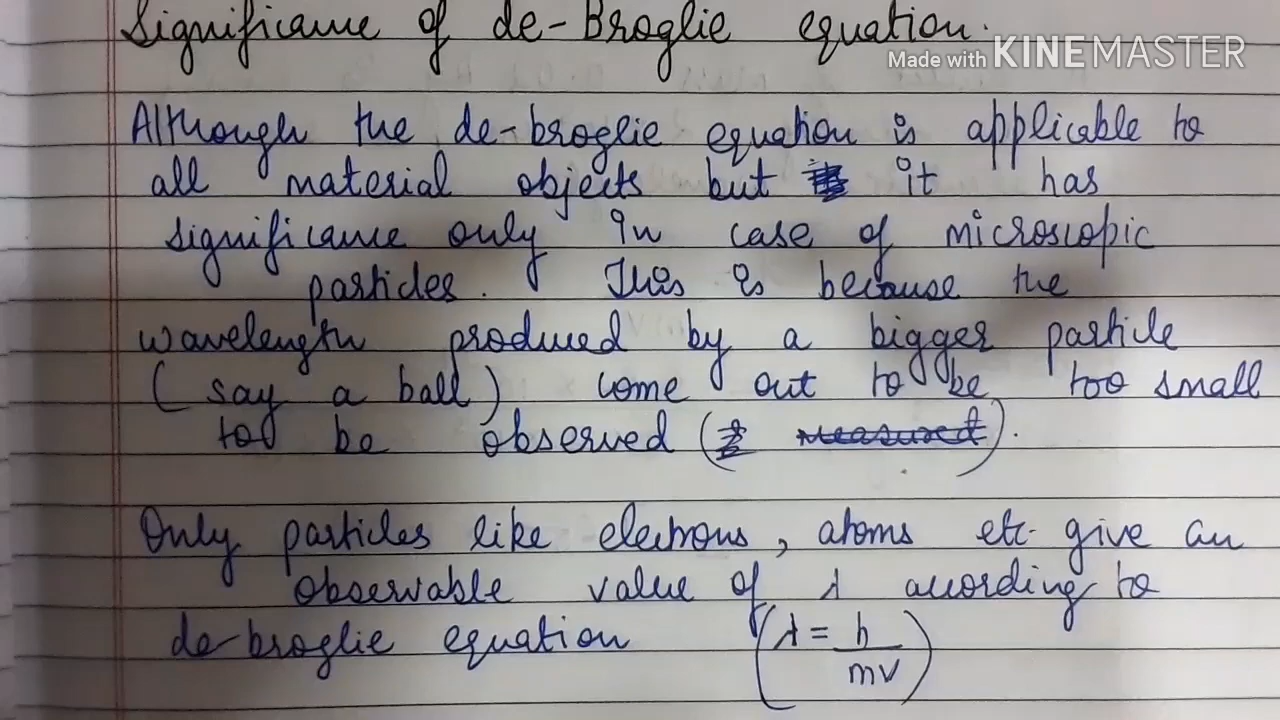 Significance of de-Broglie equation.
Made with KINEMASTER
Although the de-broglie equation is applicable to
all material objects but it has
significance only in case of microscopic
particles. This is because the
wavelength produced by a bigger particle
(say a ball) come out to be too small
to be observed ( measured).
Only particles like electrons, atoms etc. give an
observable value of λ according to
de-broglie equation (λ = h/mv)